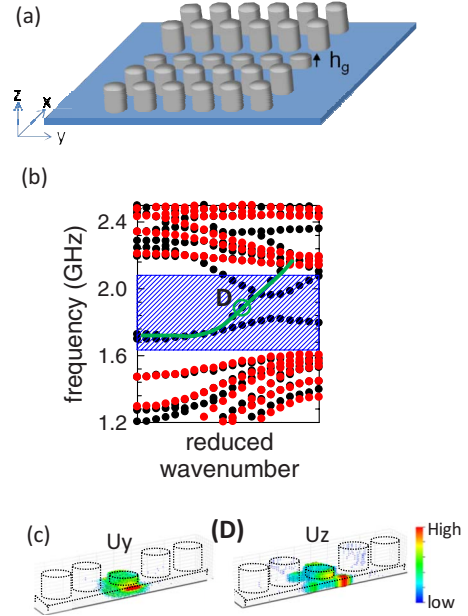 (a)
h_g
z
x
y
(b)
frequency (GHz)
2.4
2.0
1.6
1.2
D
reduced
wavenumber
(c)
Uy
(D)
Uz
High
low